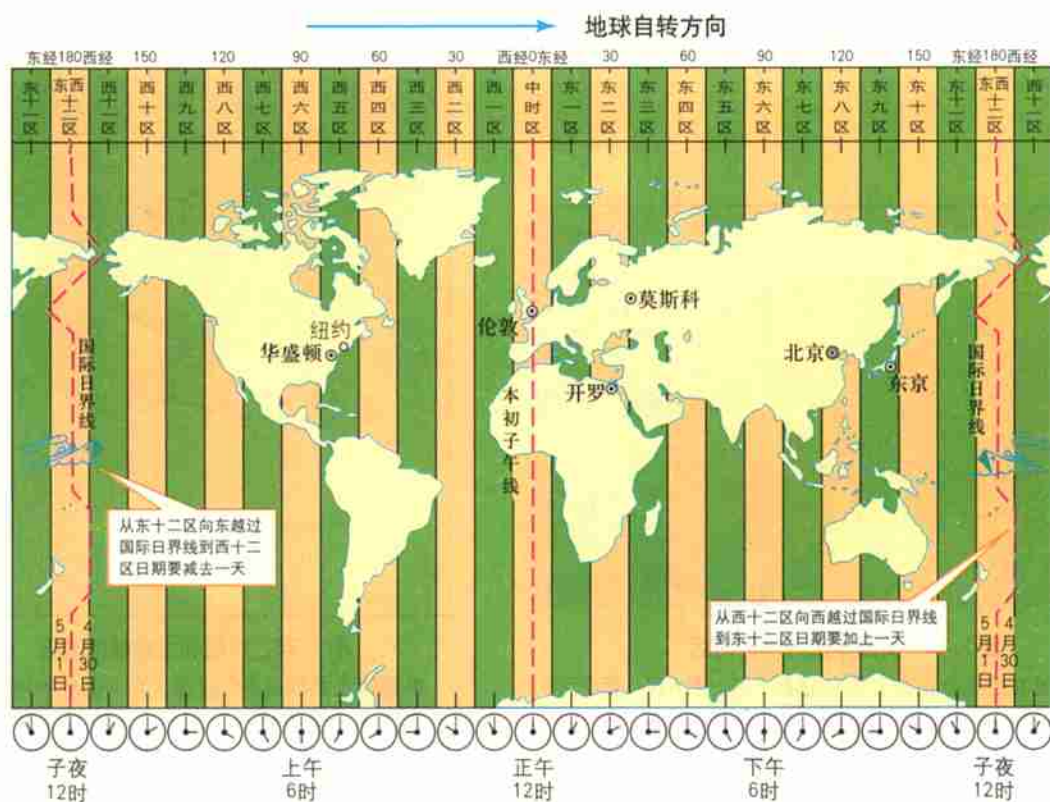 地球自转方向
东经180西经 150 120 90 60 30 西经0东经 30 60 90 120 150 东经180西经
东十一区 东西十二区 西十一区 西十区 西九区 西八区 西七区 西六区 西五区 西四区 西三区 西二区 西一区 中时区 东一区 东二区 东三区 东四区 东五区 东六区 东七区 东八区 东九区 东十区 东十一区 东西十二区 西十一区
莫斯科
伦敦
纽约
华盛顿
北京
东京
开罗
国际日界线
本初子午线
国际日界线
从东十二区向东越过
国际日界线到西十二
区日期要减去一天
从西十二区向西越过国际日界线
到东十二区日期要加上一天
5月1日
4月30日
5月1日
4月30日
子夜 上午 正午 下午 子夜
12时 6时 12时 6时 12时